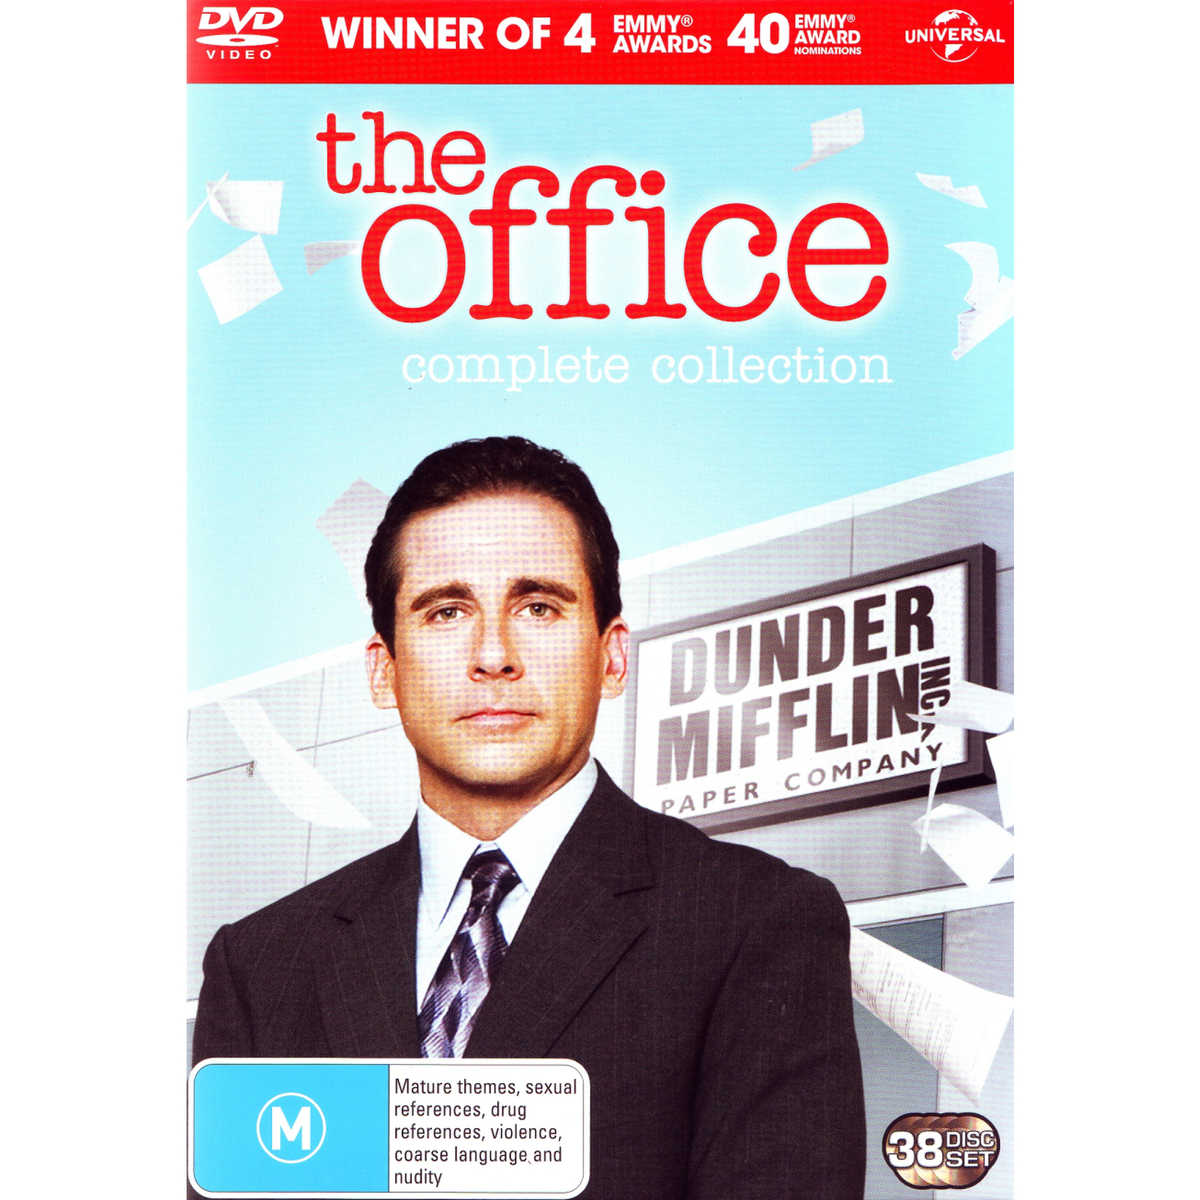 DVD
VIDEO
WINNER OF 4 EMMY® AWARDS 40 EMMY® AWARD NOMINATIONS
UNIVERSAL
the
office
complete collection
DUNDER
MIFFLIN INC.
PAPER COMPANY
M
Mature themes, sexual
references, drug
references, violence,
coarse language and
nudity
38 DISC SET